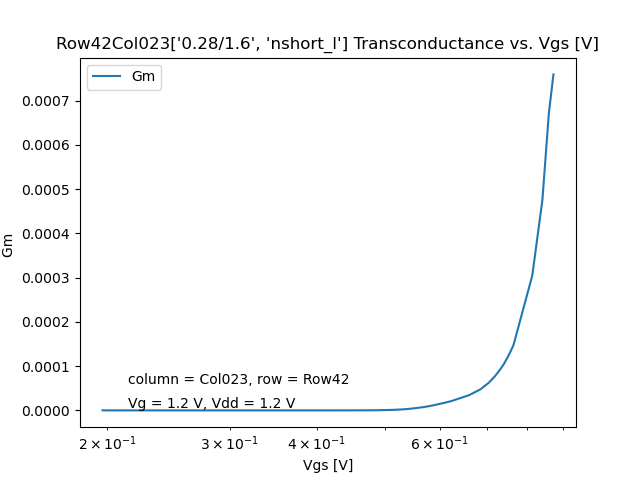 Row42Col023['0.28/1.6', 'nshort_l'] Transconductance vs. Vgs [V]
Gm
0.0007
0.0006
0.0005
0.0004
0.0003
0.0002
0.0001
0.0000
Gm
column = Col023, row = Row42
Vg = 1.2 V, Vdd = 1.2 V
2 × 10⁻¹ 3 × 10⁻¹ 4 × 10⁻¹ 6 × 10⁻¹
Vgs [V]